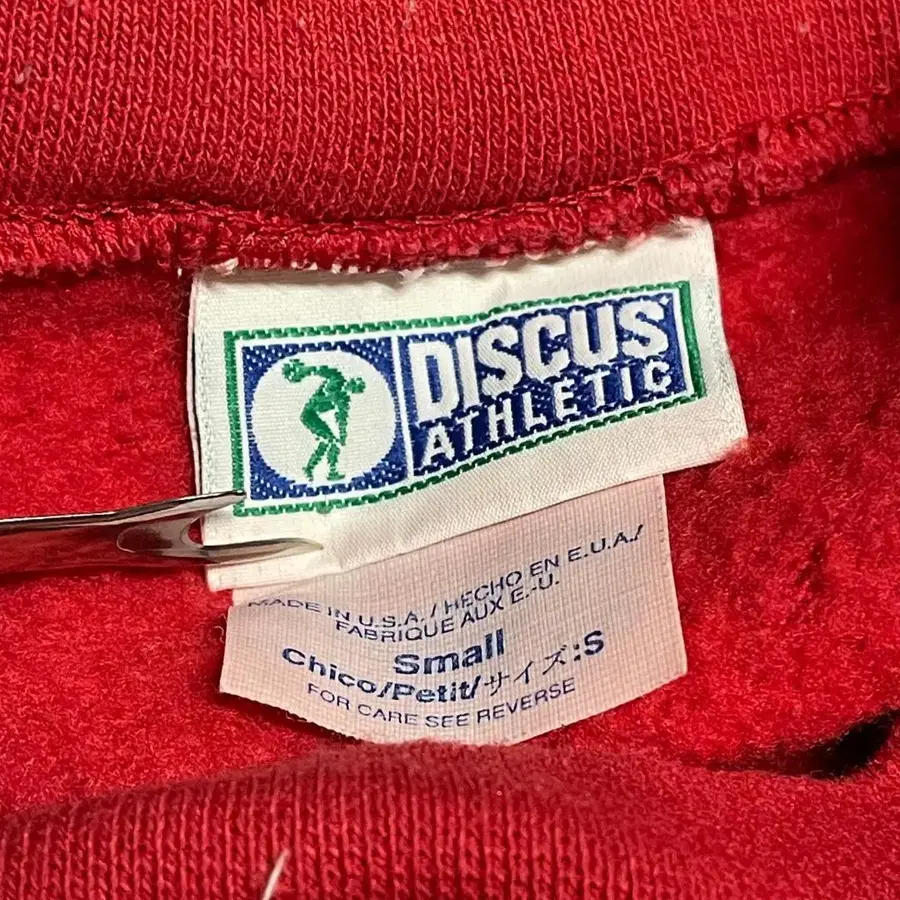 DISCUS
ATHLETIC
MADE IN U.S.A./HECHO EN E.U.A./
FABRIQUE AUX E.-U.
Small
Chico/Petit/サイズ:S
FOR CARE SEE REVERSE